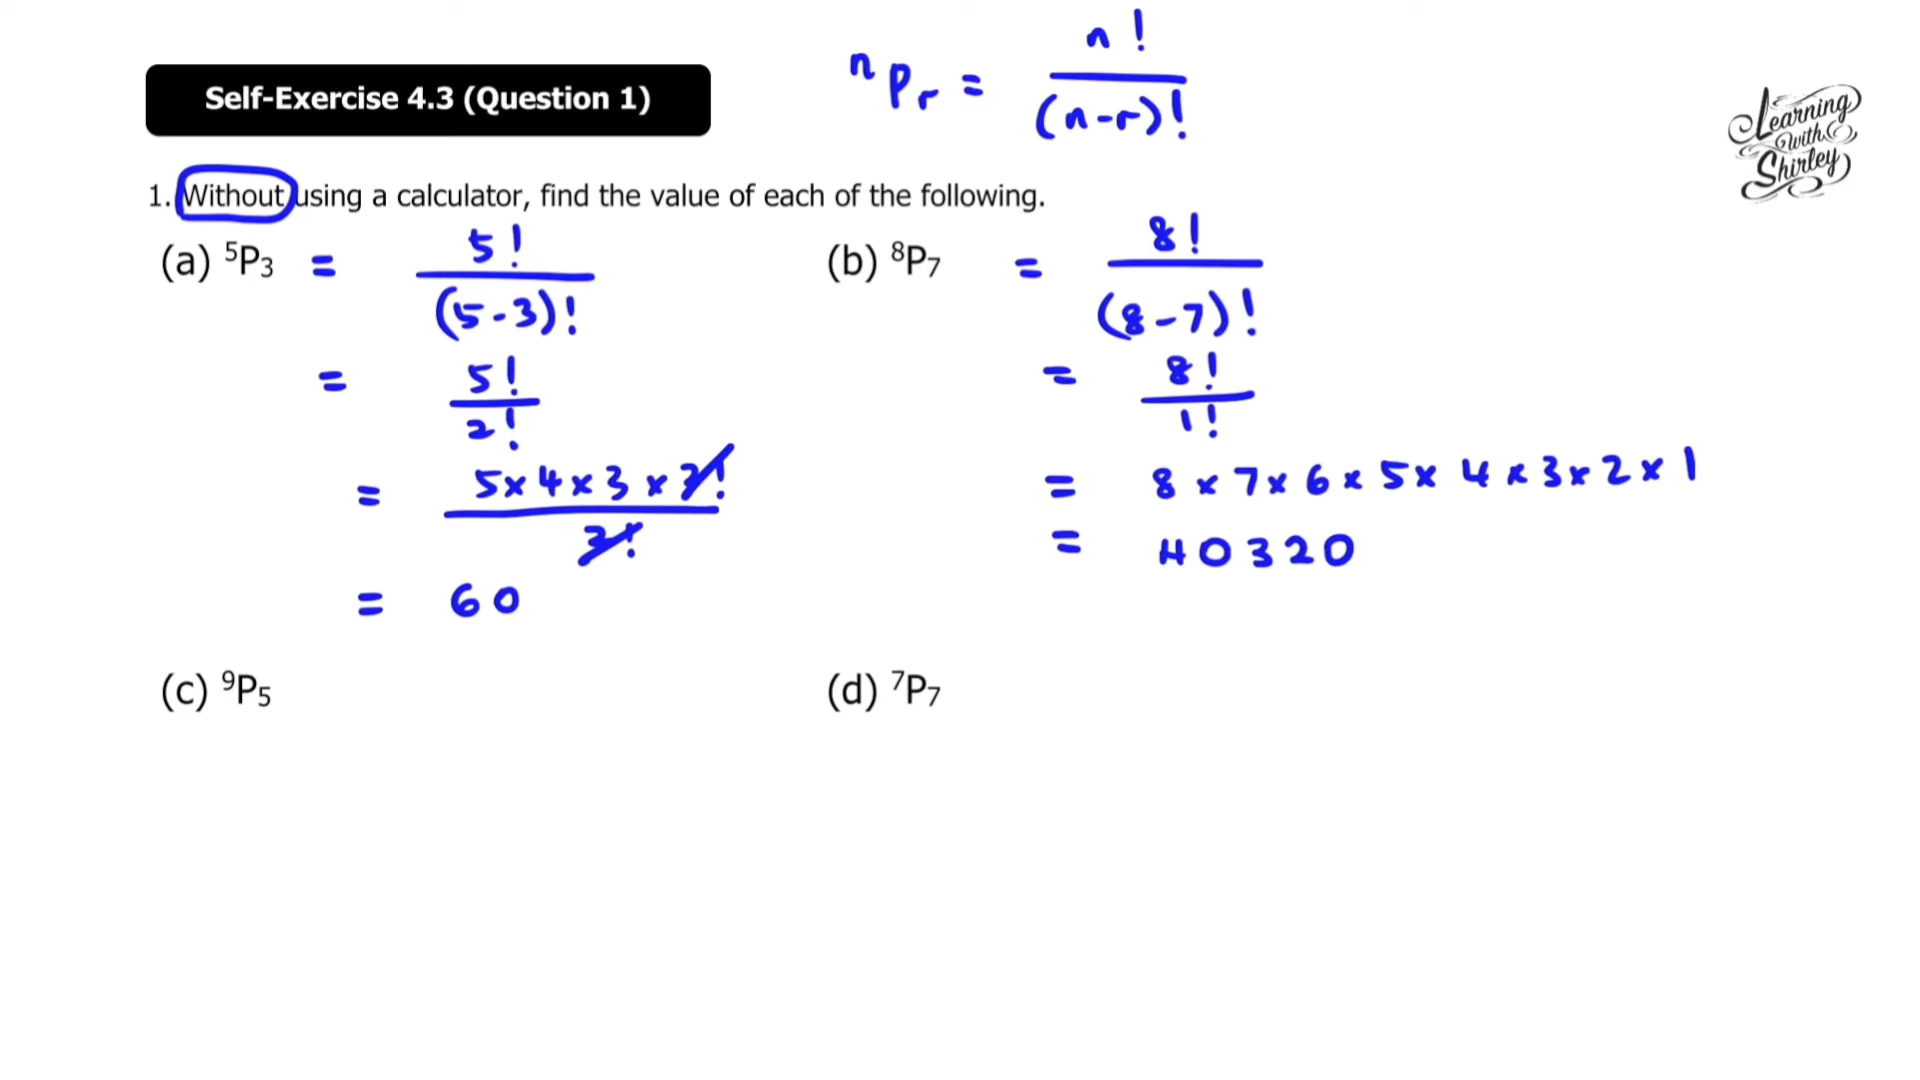 ⁿPᵣ = n! / (n-r)!
Self-Exercise 4.3 (Question 1)
Learning
with
Shirley
1. Without using a calculator, find the value of each of the following.
(a) ⁵P₃ = 5! / (5-3)!
= 5! / 2!
= 5 × 4 × 3 × 2! / 2!
= 60
(b) ⁸P₇ = 8! / (8-7)!
= 8! / 1!
= 8 × 7 × 6 × 5 × 4 × 3 × 2 × 1
= 40320
(c) ⁹P₅
(d) ⁷P₇